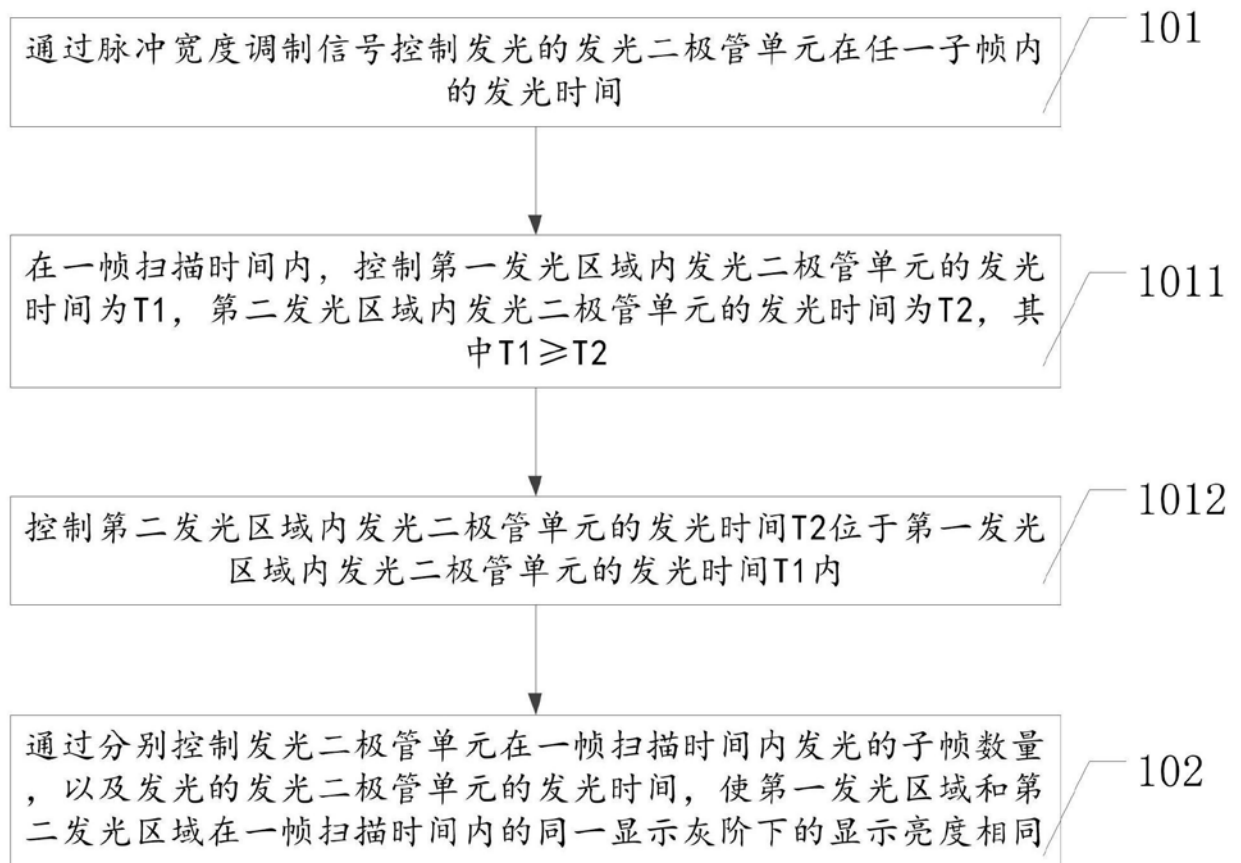 通过脉冲宽度调制信号控制发光的发光二极管单元在任一子帧内
的发光时间
101
在一帧扫描时间内，控制第一发光区域内发光二极管单元的发光
时间为T1，第二发光区域内发光二极管单元的发光时间为T2，其
中T1≥T2
1011
控制第二发光区域内发光二极管单元的发光时间T2位于第一发光
区域内发光二极管单元的发光时间T1内
1012
通过分别控制发光二极管单元在一帧扫描时间内发光的子帧数量
，以及发光的发光二极管单元的发光时间，使第一发光区域和第
二发光区域在一帧扫描时间内的同一显示灰阶下的显示亮度相同
102